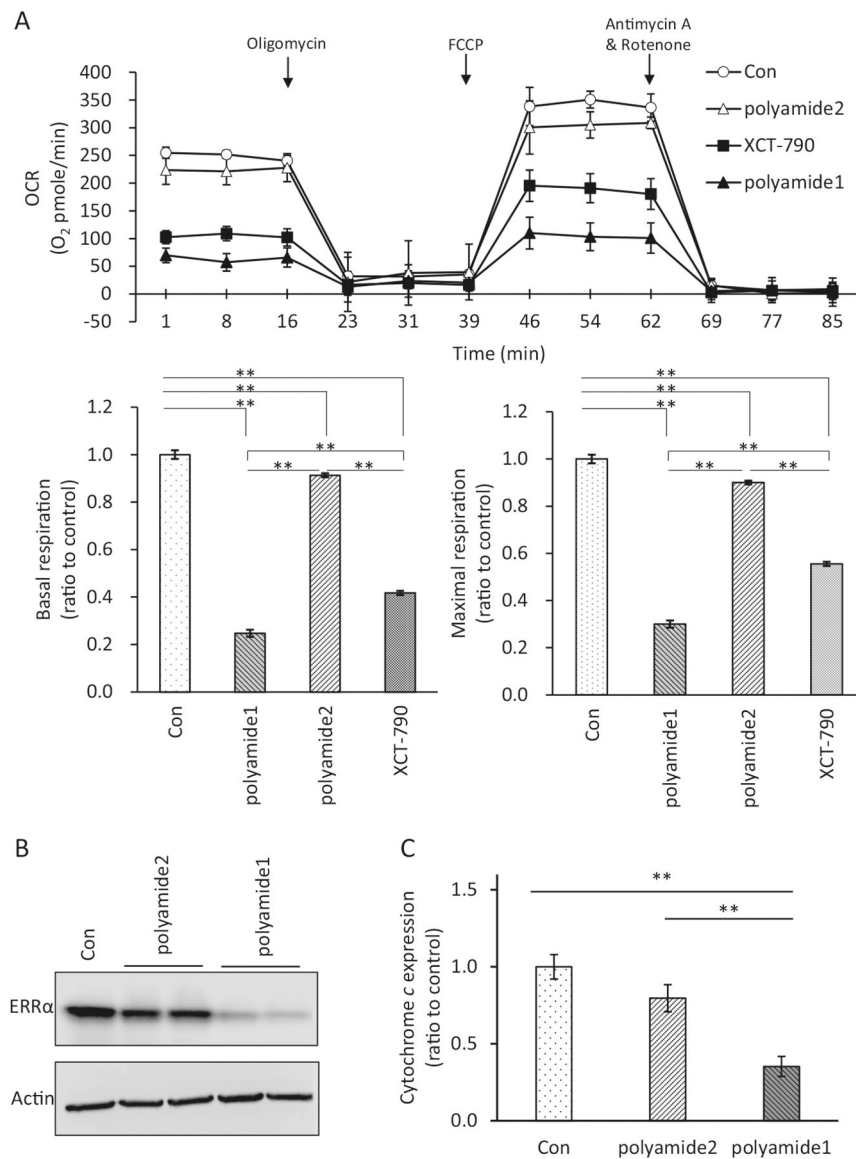 A
Oligomycin
FCCP
Antimycin A
& Rotenone
Con
polyamide2
XCT-790
polyamide1
OCR
(O2 pmole/min)
400
350
300
250
200
150
100
50
0
-50
1 8 16 23 31 39 46 54 62 69 77 85
Time (min)
**
**
**
**
** **
Basal respiration
(ratio to control)
1.2
1.0
0.8
0.6
0.4
0.2
0.0
Con
polyamide1
polyamide2
XCT-790
**
**
**
**
** **
Maximal respiration
(ratio to control)
1.2
1.0
0.8
0.6
0.4
0.2
0.0
Con
polyamide1
polyamide2
XCT-790
B
Con
polyamide2
polyamide1
ERRα
Actin
C
Cytochrome c expression
(ratio to control)
1.5
1.0
0.5
0.0
**
**
Con polyamide2 polyamide1